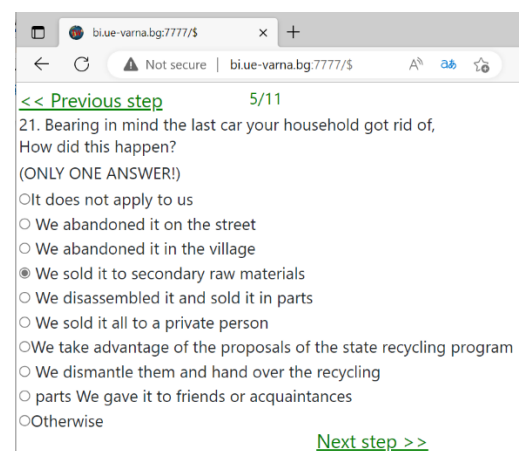 bi.ue-varna.bg:7777/$
Not secure | bi.ue-varna.bg:7777/$
<< Previous step 5/11
21. Bearing in mind the last car your household got rid of,
How did this happen?
(ONLY ONE ANSWER!)
It does not apply to us
We abandoned it on the street
We abandoned it in the village
We sold it to secondary raw materials
We disassembled it and sold it in parts
We sold it all to a private person
We take advantage of the proposals of the state recycling program
We dismantle them and hand over the recycling
parts We gave it to friends or acquaintances
Otherwise
Next step >>